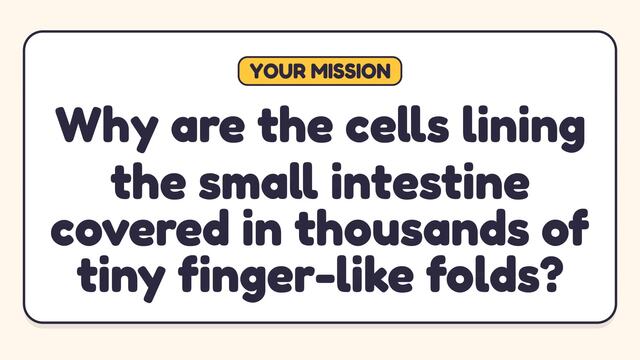 YOUR MISSION
Why are the cells lining
the small intestine
covered in thousands of
tiny finger-like folds?